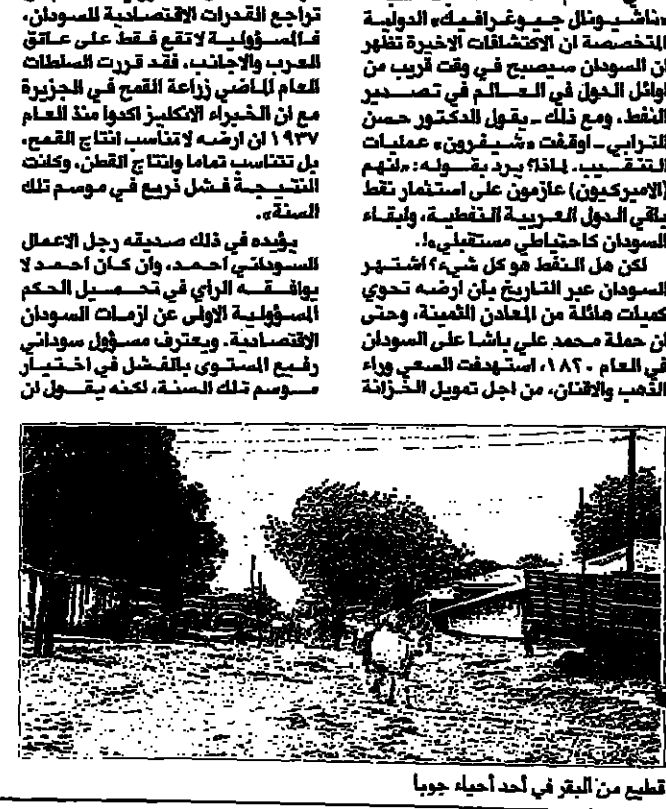 «ناشيونال جيوغرافيك» الدولية
المتخصصة ان الاكتشافات الاخيرة تظهر
ان السودان سيصبح في وقت قريب من
اوائل الدول في العالم في تصدير
النفط، ومع ذلك - يقول الدكتور حسن
الترابي - اوقفت «شيفرون» عمليات
التنقيب. لماذا؟ يرد بقوله: «لانهم
(الاميركيون) عازمون على استثمار نفط
باقي الدول العربية النفطية، وابقاء
السودان كاحتياطي مستقبلي»!.
لكن هل النفط هو كل شيء؟ اشتهر
السودان عبر التاريخ بأن ارضه تحوي
كميات هائلة من المعادن الثمينة، وحتى
ان حملة محمد علي باشا على السودان
في العام ١٨٢٠، استهدفت السعي وراء
الذهب والاقنان، من اجل تمويل الخزانة
تراجع القدرات الاقتصادية للسودان،
فالمسؤولية لا تقع فقط على عاتق
العرب والاجانب، فقد قررت السلطات
العام الماضي زراعة القمح في الجزيرة
مع ان الخبراء الانكليز اكدوا منذ العام
١٩٣٧ ان ارضه لا تناسب انتاج القمح،
بل تتناسب تماما وانتاج القطن، وكانت
النتيجة فشل ذريع في موسم تلك
السنة».
يؤيده في ذلك صديقه رجل الاعمال
السوداني احمد، وان كان احمد لا
يوافقه الرأي في تحميل الحكم
المسؤولية الاولى عن ازمات السودان
الاقتصادية. ويعترف مسؤول سوداني
رفيع المستوى بالفشل في اختيار
موسم تلك السنة، لكنه يقول ان
قطيع من البقر في أحد أحياء جوبا